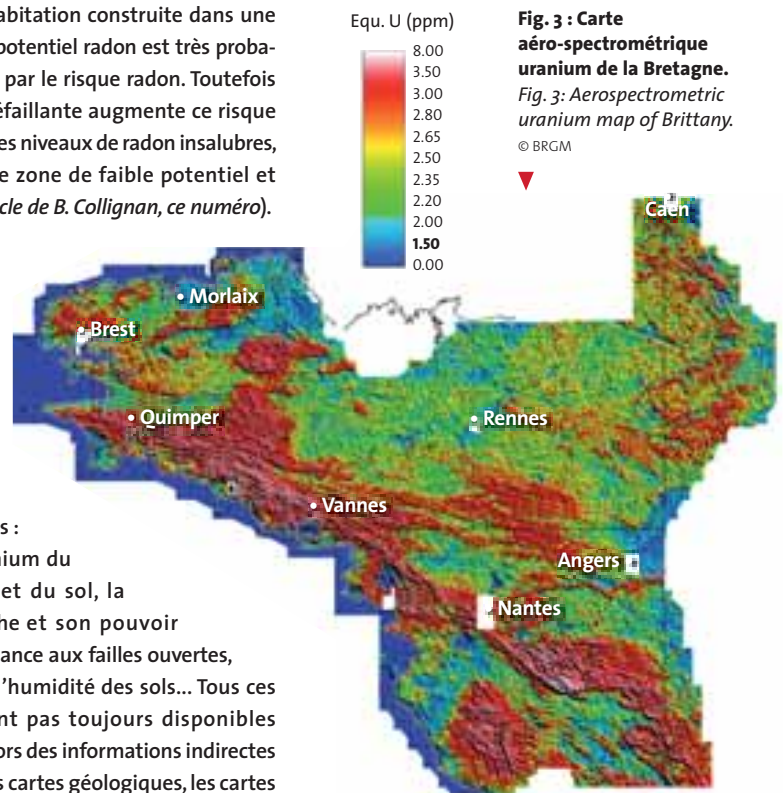 abitation construite dans une
potentiel radon est très proba-
par le risque radon. Toutefois
éfaillante augmente ce risque
es niveaux de radon insalubres,
e zone de faible potentiel et
cle de B. Collignan, ce numéro).
Equ. U (ppm)
8.00
3.50
3.00
2.80
2.65
2.50
2.35
2.20
2.00
1.50
0.00
Fig. 3 : Carte
aéro-spectrométrique
uranium de la Bretagne.
Fig. 3: Aerospectrometric
uranium map of Brittany.
© BRGM
Caen
Morlaix
Brest
Quimper
Rennes
Vannes
Angers
Nantes
s :
nium du
et du sol, la
he et son pouvoir
ance aux failles ouvertes,
'humidité des sols... Tous ces
nt pas toujours disponibles
ors des informations indirectes
s cartes géologiques, les cartes